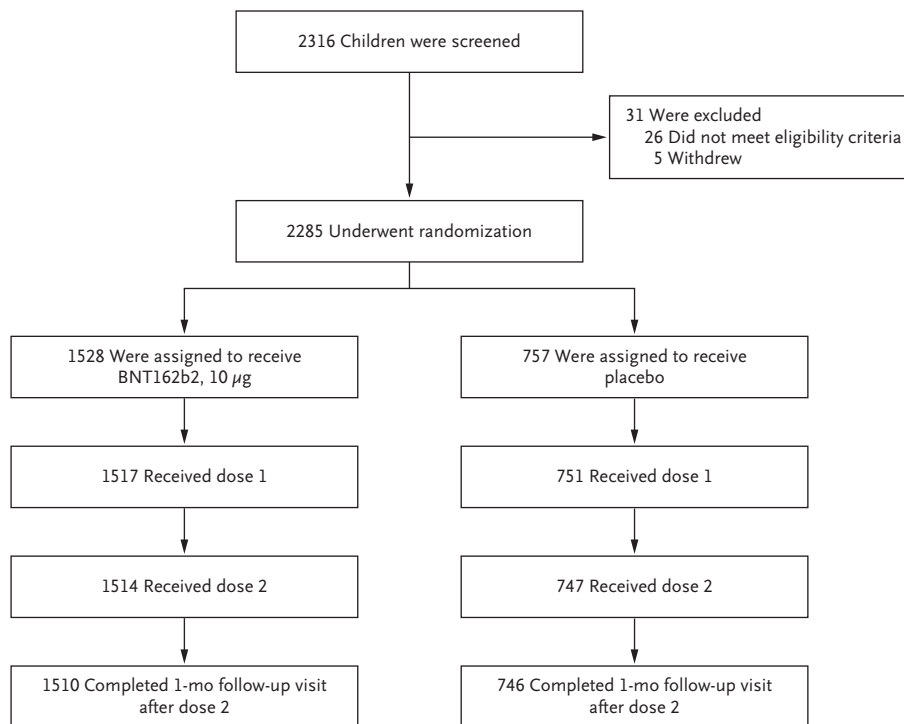 2316 Children were screened
31 Were excluded
26 Did not meet eligibility criteria
5 Withdrew
2285 Underwent randomization
1528 Were assigned to receive
BNT162b2, 10 µg
757 Were assigned to receive
placebo
1517 Received dose 1
751 Received dose 1
1514 Received dose 2
747 Received dose 2
1510 Completed 1-mo follow-up visit
after dose 2
746 Completed 1-mo follow-up visit
after dose 2